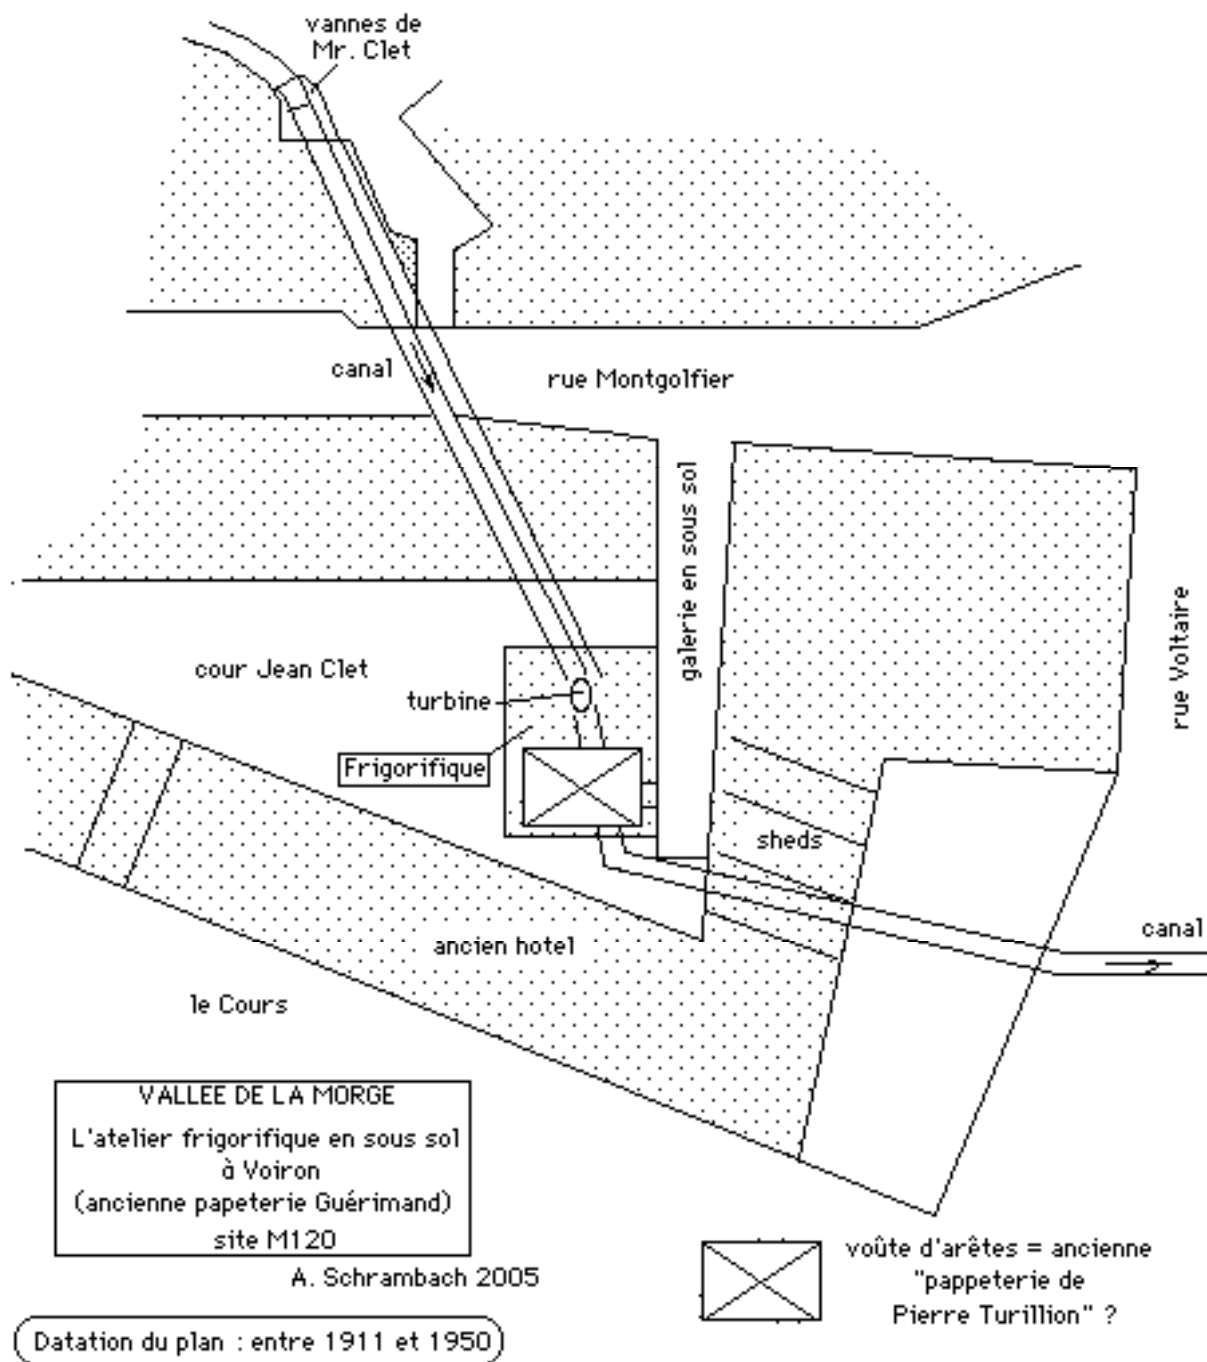 vannes de
Mr. Clet
canal
rue Montgolfier
galerie en sous sol
rue Voltaire
cour Jean Clet
turbine
Frigorifique
sheds
ancien hotel
canal
le Cours
VALLEE DE LA MORGE
L'atelier frigorifique en sous sol
à Voiron
(ancienne papeterie Guérimand)
site M120
A. Schrambach 2005
voûte d'arêtes = ancienne
"pappeterie de
Pierre Turillion" ?
Datation du plan : entre 1911 et 1950